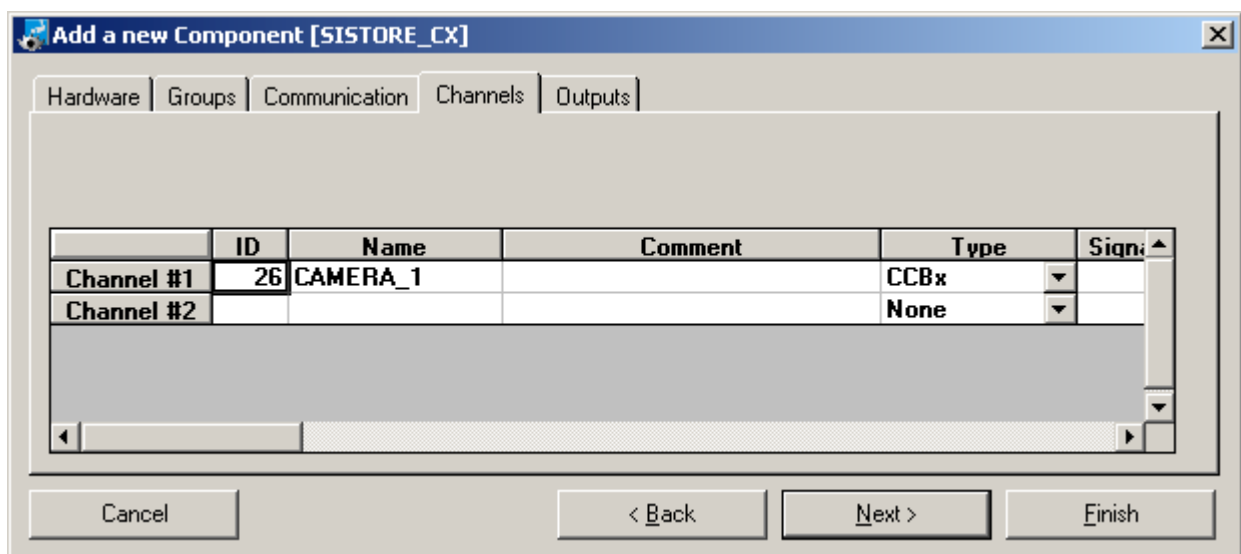 Add a new Component [SISTORE_CX]
Hardware Groups Communication Channels Outputs
ID Name Comment Type
Channel #1 26 CAMERA_1 CCBx
Channel #2 None
Cancel < Back Next > Finish